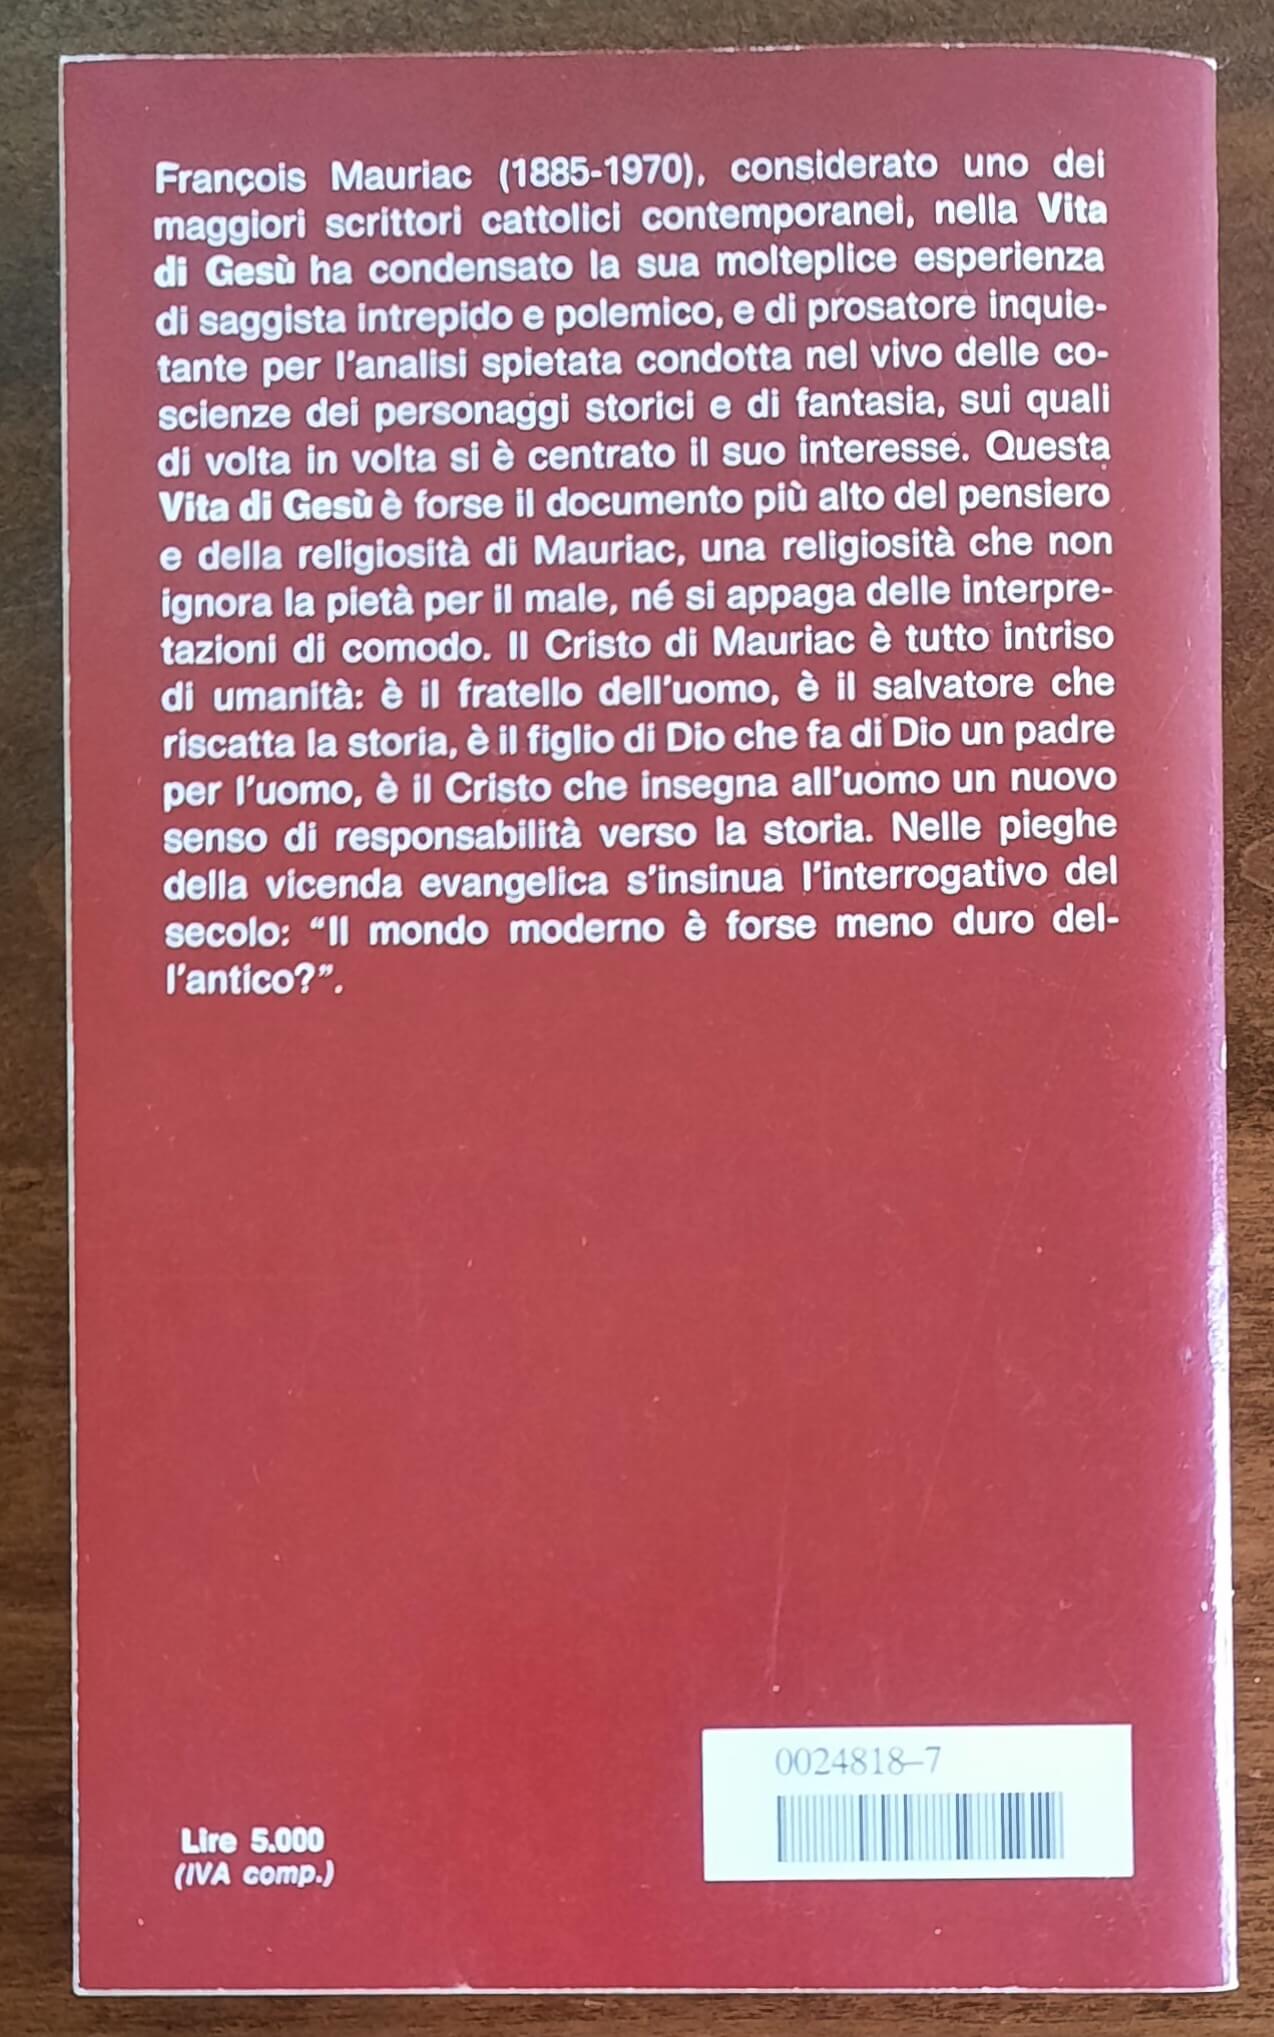 François Mauriac (1885-1970), considerato uno dei
maggiori scrittori cattolici contemporanei, nella Vita
di Gesù ha condensato la sua molteplice esperienza
di saggista intrepido e polemico, e di prosatore inquie-
tante per l'analisi spietata condotta nel vivo delle co-
scienze dei personaggi storici e di fantasia, sui quali
di volta in volta si è centrato il suo interesse. Questa
Vita di Gesù è forse il documento più alto del pensiero
e della religiosità di Mauriac, una religiosità che non
ignora la pietà per il male, né si appaga delle interpre-
tazioni di comodo. Il Cristo di Mauriac è tutto intriso
di umanità: è il fratello dell'uomo, è il salvatore che
riscatta la storia, è il figlio di Dio che fa di Dio un padre
per l'uomo, è il Cristo che insegna all'uomo un nuovo
senso di responsabilità verso la storia. Nelle pieghe
della vicenda evangelica s'insinua l'interrogativo del
secolo: “Il mondo moderno è forse meno duro del-
l'antico?”.
0024818-7
Lire 5.000
(IVA comp.)